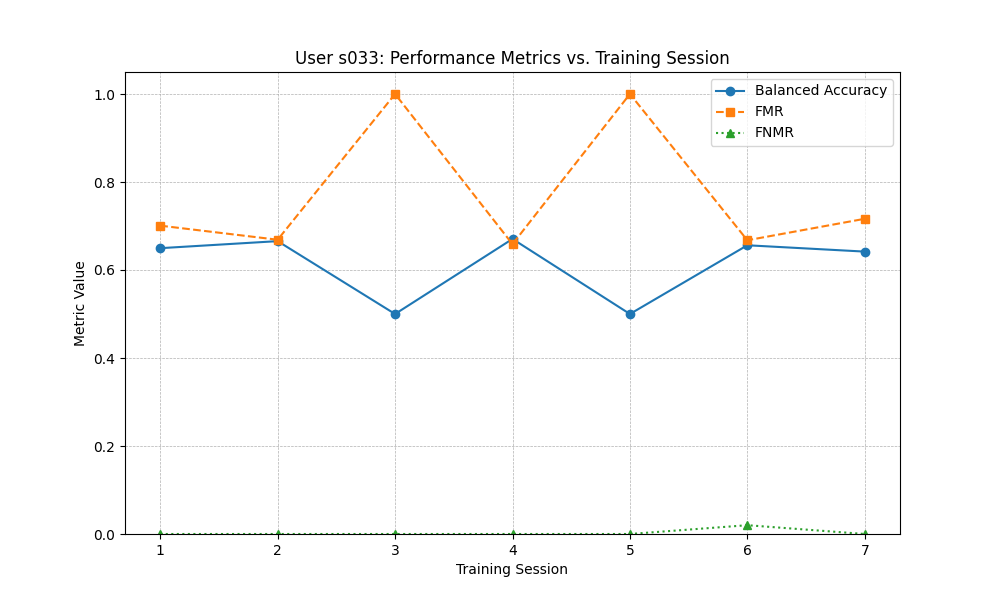 User s033: Performance Metrics vs. Training Session
Balanced Accuracy
FMR
FNMR
1.0
0.8
0.6
0.4
0.2
0.0
Metric Value
1 2 3 4 5 6 7
Training Session